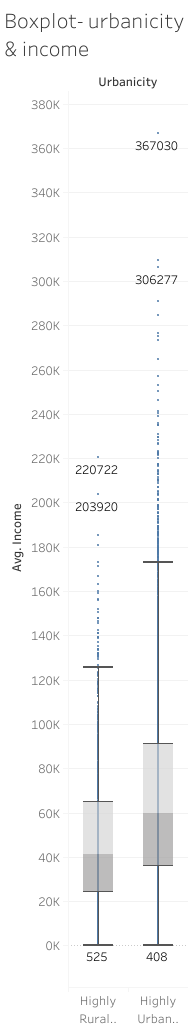 Boxplot- urbanicity
& income
Urbanicity
380K
360K
367030
340K
320K
300K
306277
280K
260K
240K
220K
220722
200K
203920
180K
160K
140K
120K
100K
80K
60K
40K
20K
0K
Avg. Income
525
408
Highly
Rural..
Highly
Urban..